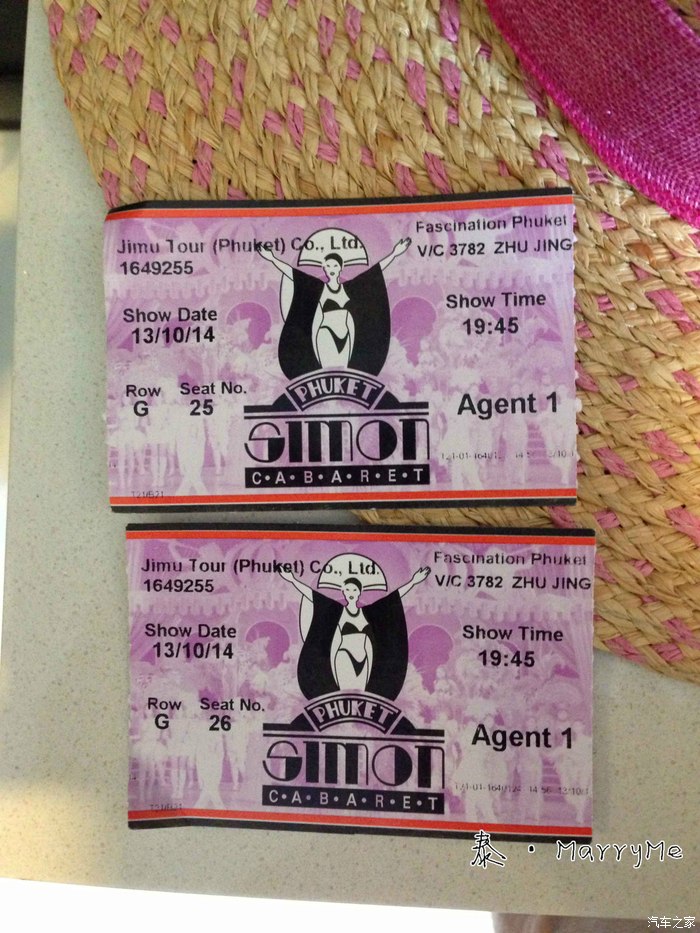 Jimu Tour (Phuket) Co., Ltd.
1649255
Fascination Phuket
V/C 3782 ZHU JING
Show Date
13/10/14
Show Time
19:45
Row Seat No.
G 25
Agent 1
PHUKET
SIMON
C•A•B•A•R•E•T
Jimu Tour (Phuket) Co., Ltd.
1649255
Fascination Phuket
V/C 3782 ZHU JING
Show Date
13/10/14
Show Time
19:45
Row Seat No.
G 26
Agent 1
PHUKET
SIMON
C•A•B•A•R•E•T
泰·MarryMe
汽车之家